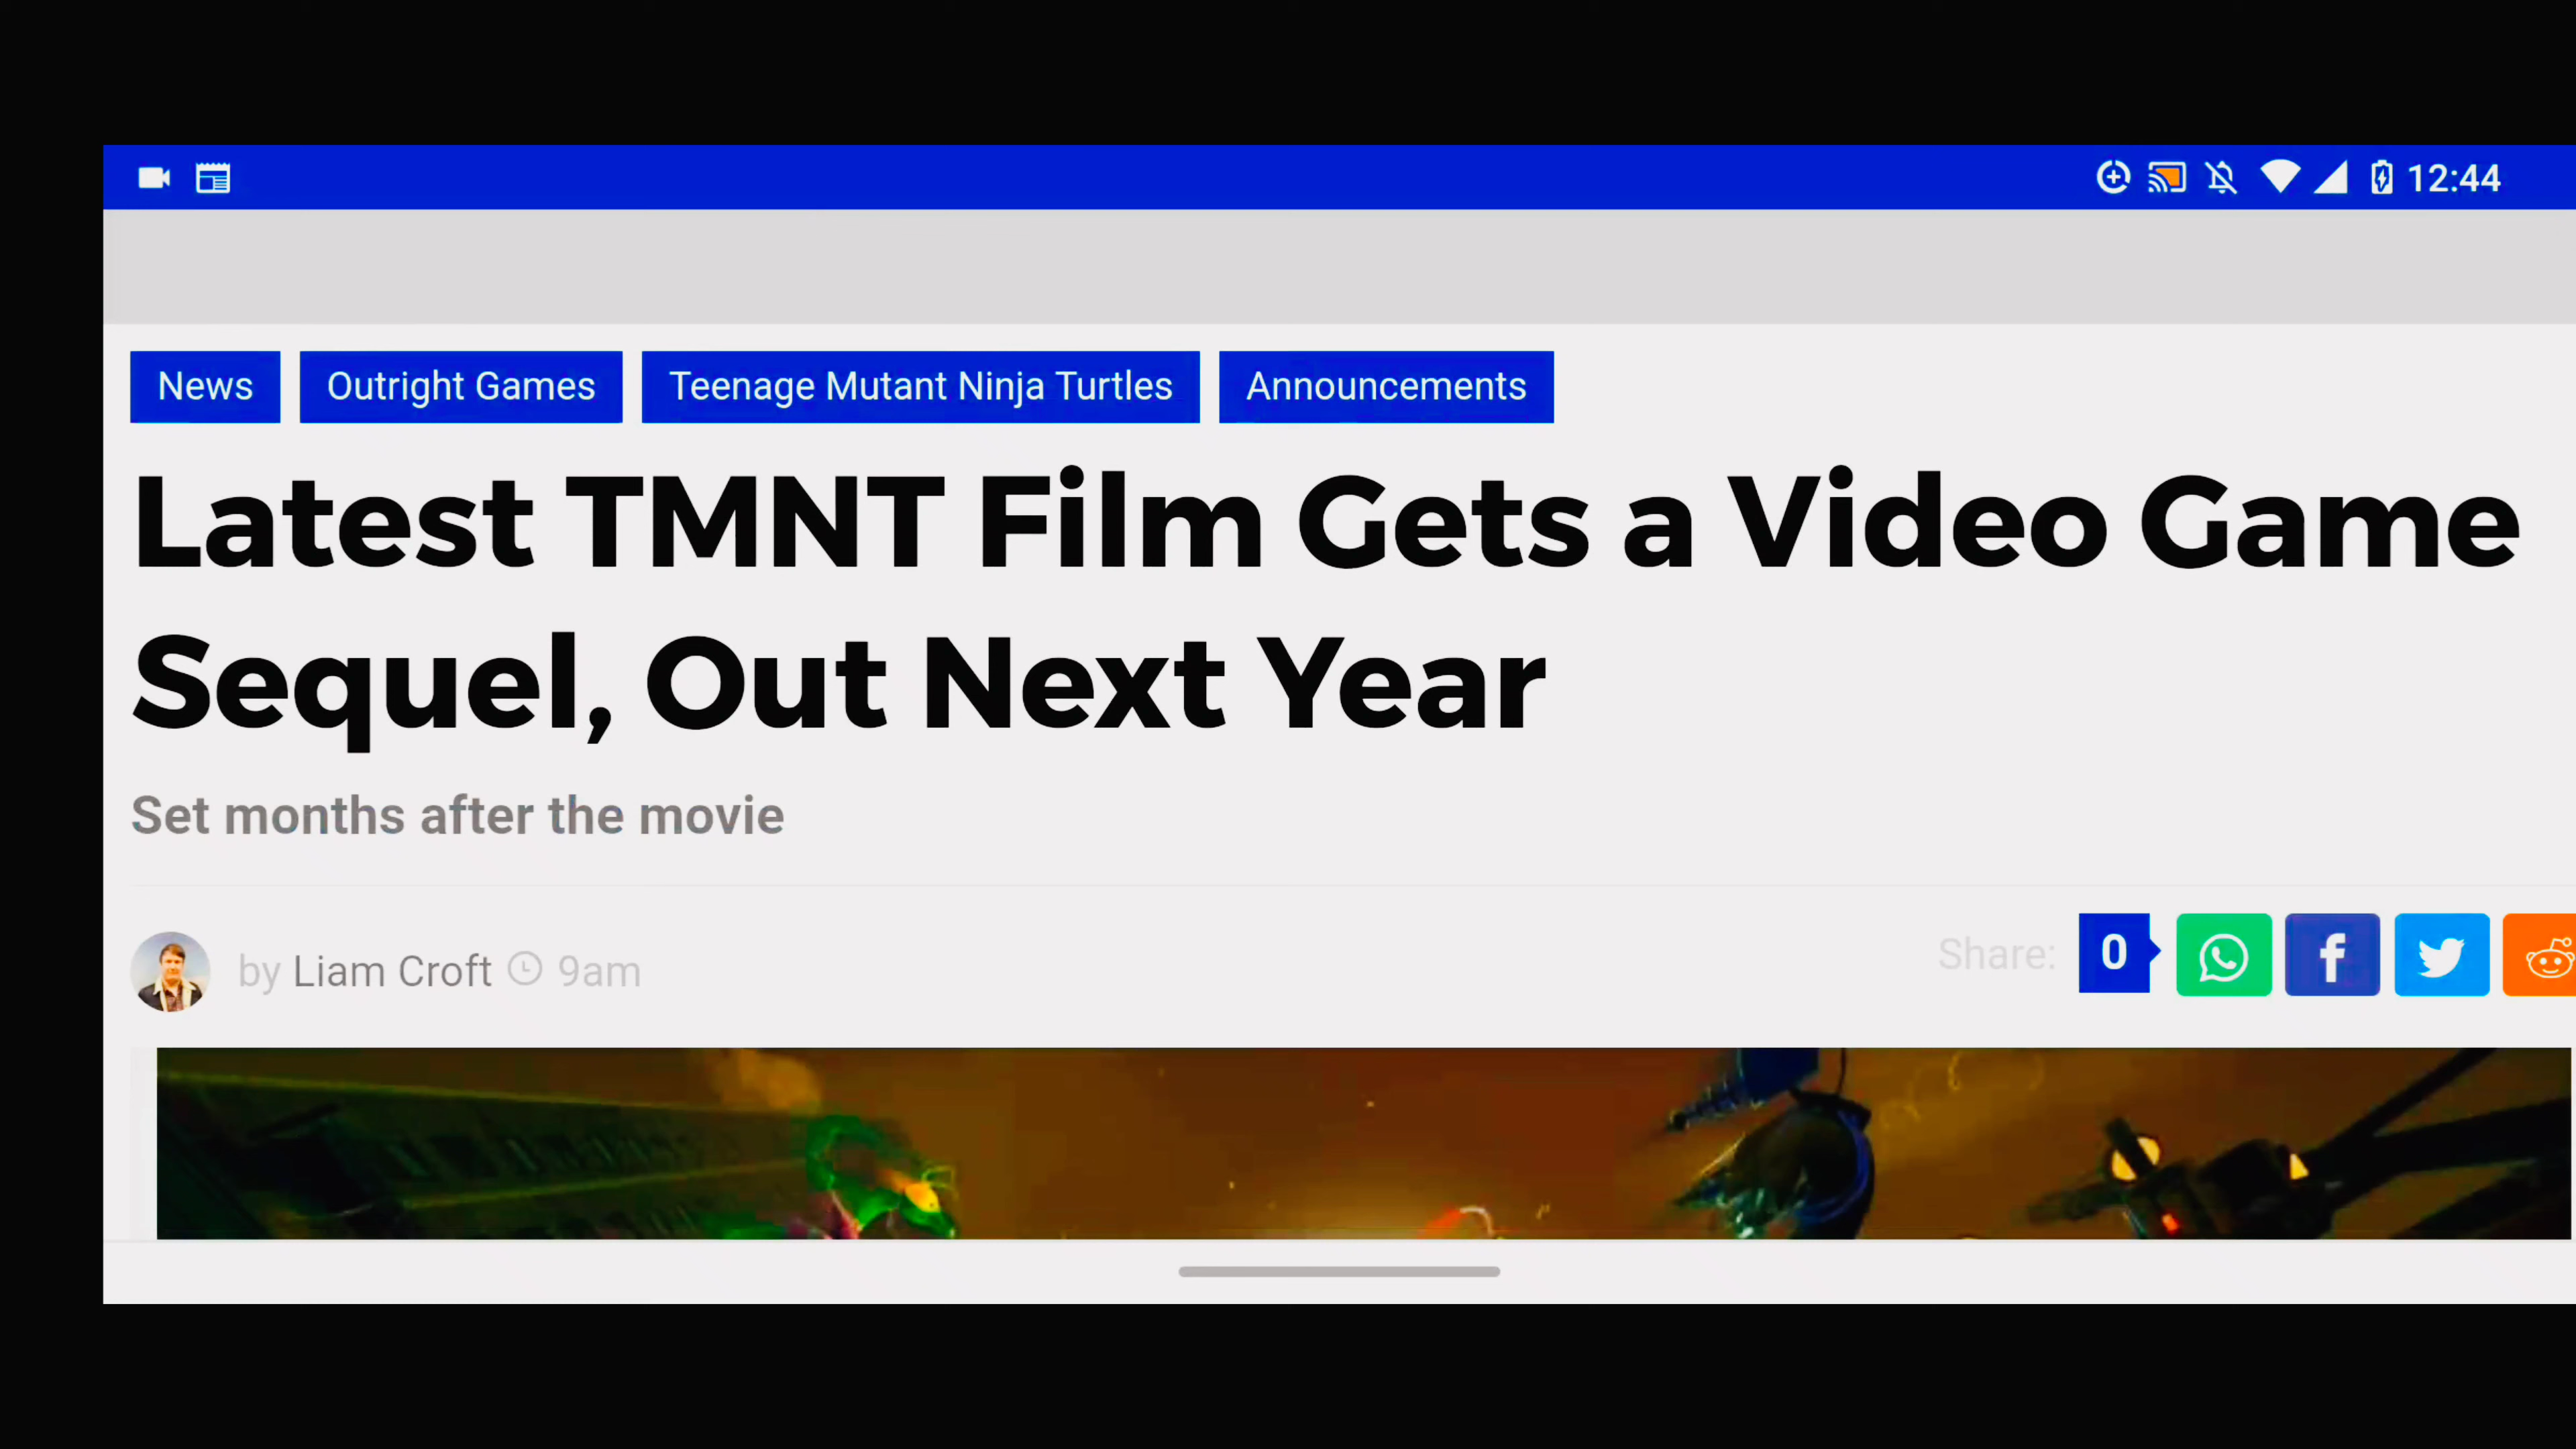 12:44
News Outright Games Teenage Mutant Ninja Turtles Announcements
Latest TMNT Film Gets a Video Game
Sequel, Out Next Year
Set months after the movie
by Liam Croft 9am Share: 0